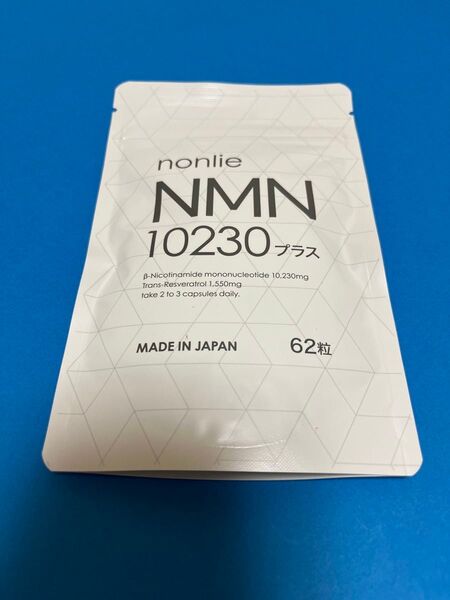 nonlie
NMN
10230プラス
β-Nicotinamide mononucleotide 10,230mg
Trans-Resveratrol 1,550mg
take 2 to 3 capsules daily.
MADE IN JAPAN 62粒